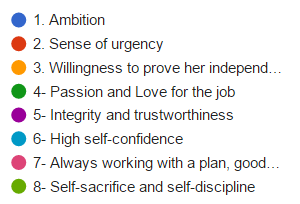 1. Ambition
2. Sense of urgency
3. Willingness to prove her independ…
4- Passion and Love for the job
5- Integrity and trustworthiness
6- High self-confidence
7- Always working with a plan, good…
8- Self-sacrifice and self-discipline